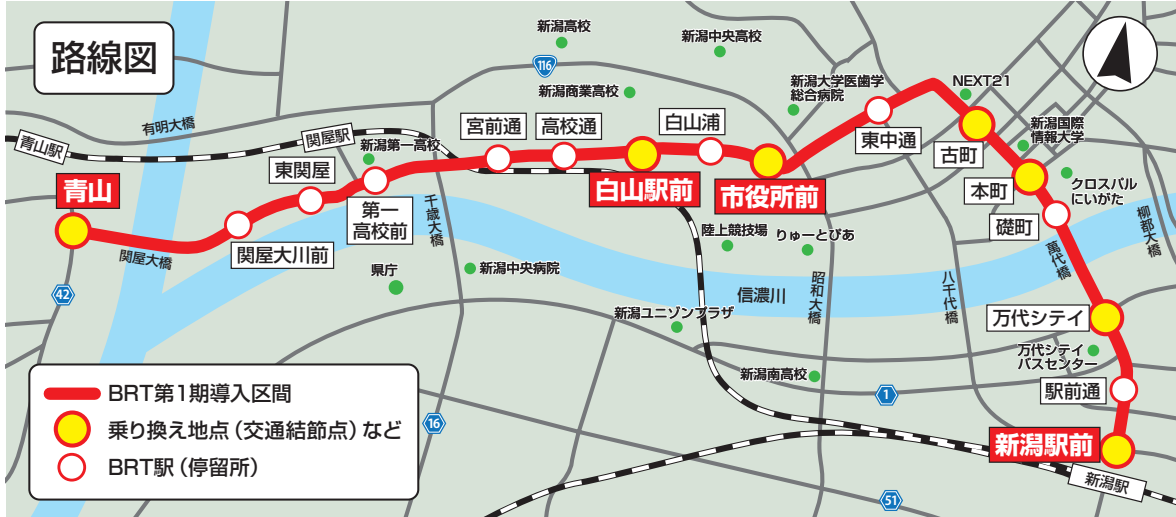 路線図
新潟高校
新潟中央高校
116
新潟商業高校
新潟大学医歯学
総合病院
NEXT21
有明大橋
関屋駅
青山駅
新潟第一高校
宮前通
高校通
白山浦
東中通
古町
新潟国際
情報大学
東関屋
青山
白山駅前
市役所前
本町
クロスパル
にいがた
第一
高校前
千歳大橋
礎町
柳都大橋
関屋大川前
関屋大橋
陸上競技場
りゅーとぴあ
萬代橋
県庁
新潟中央病院
信濃川
昭和大橋
八千代橋
42
新潟ユニゾンプラザ
万代シテイ
万代シテイ
バスセンター
新潟南高校
1
駅前通
BRT第1期導入区間
乗り換え地点(交通結節点)など
BRT駅(停留所)
16
新潟駅前
新潟駅
51